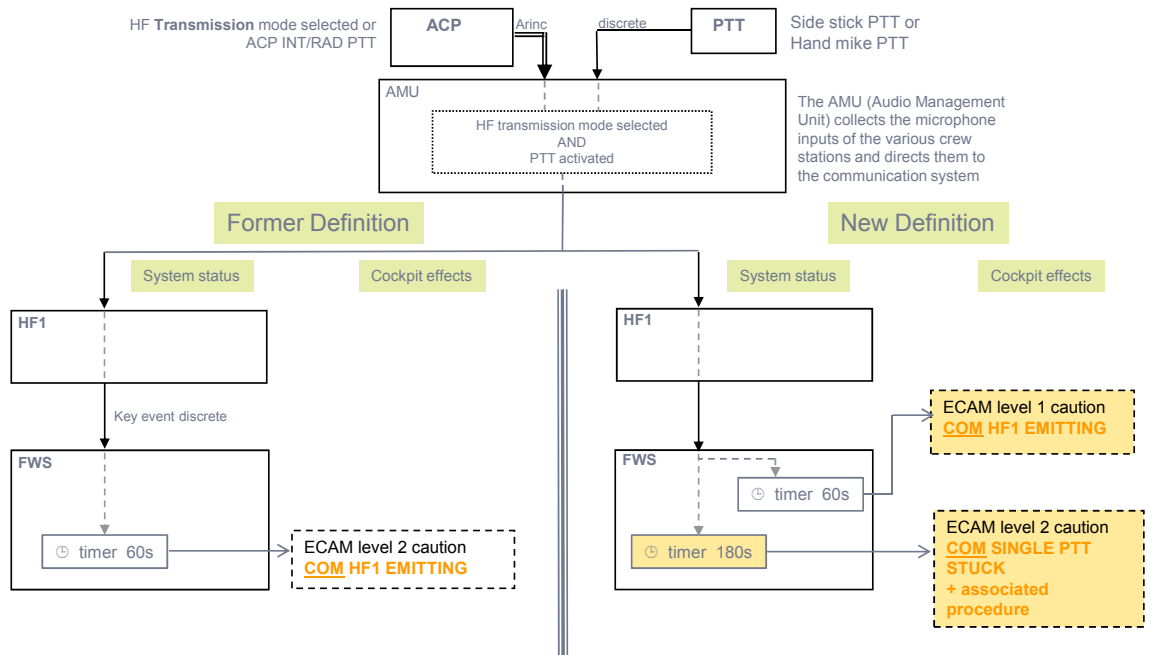 HF Transmission mode selected or
ACP INT/RAD PTT
ACP
Arinc
discrete
PTT
Side stick PTT or
Hand mike PTT
AMU
HF transmission mode selected
AND
PTT activated
The AMU (Audio Management
Unit) collects the microphone
inputs of the various crew
stations and directs them to
the communication system
Former Definition
New Definition
System status
Cockpit effects
System status
Cockpit effects
HF1
Key event discrete
FWS
timer 60s
ECAM level 2 caution
COM HF1 EMITTING
HF1
FWS
timer 60s
timer 180s
ECAM level 1 caution
COM HF1 EMITTING
ECAM level 2 caution
COM SINGLE PTT
STUCK
+ associated
procedure